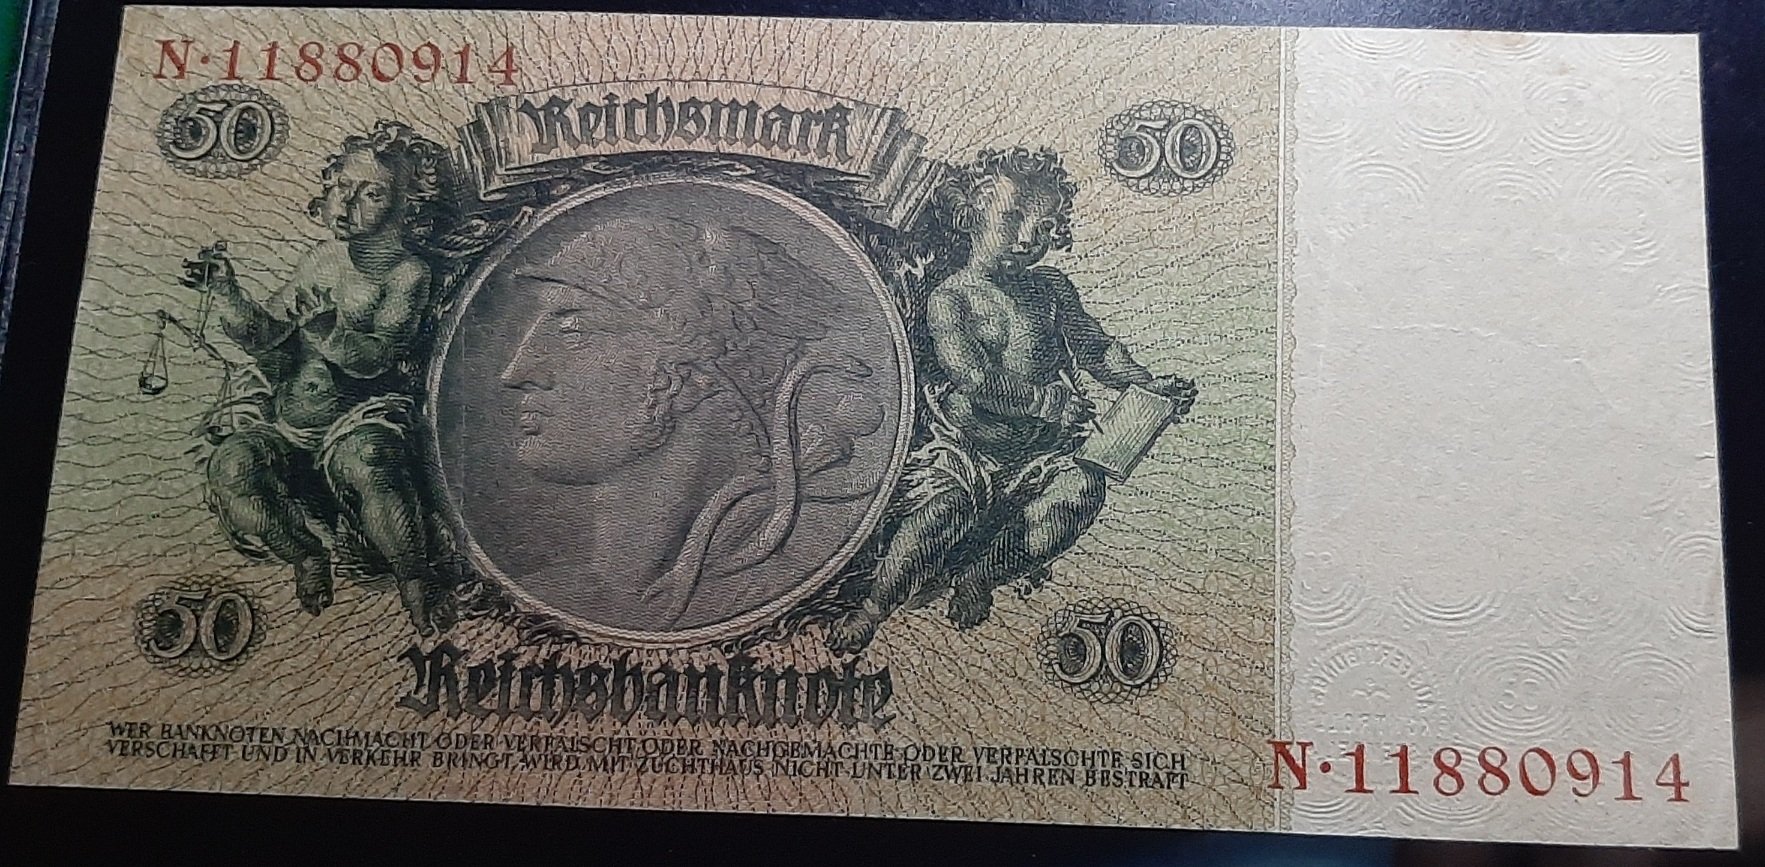 N·11880914
50
Reichsmark
50
50
50
Reichsbanknote
WER BANKNOTEN NACHMACHT ODER VERFÄLSCHT, ODER NACHGEMACHTE ODER VERFÄLSCHTE SICH
VERSCHAFFT UND IN VERKEHR BRINGT, WIRD MIT ZUCHTHAUS NICHT UNTER ZWEI JAHREN BESTRAFT
N·11880914